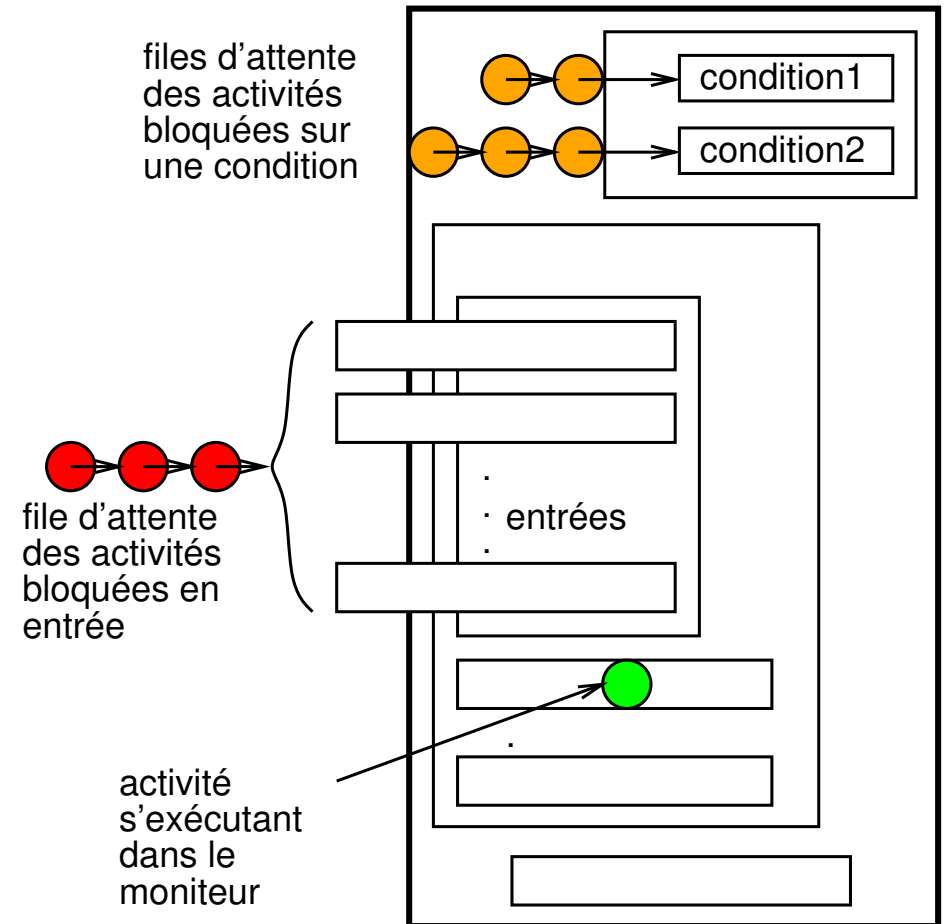 files d'attente
des activités
bloquées sur
une condition
condition1
condition2
file d'attente
des activités
bloquées en
entrée
entrées
activité
s'exécutant
dans le
moniteur